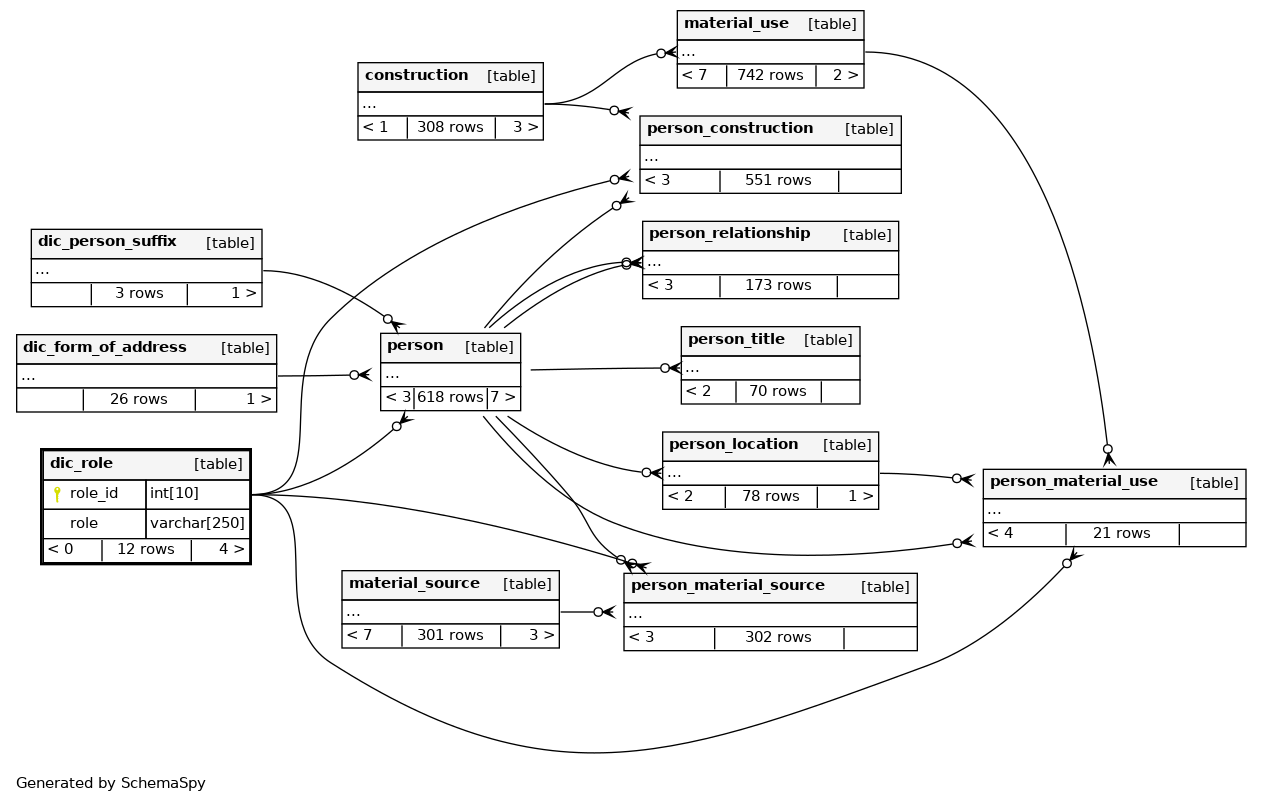 material_use [table]
...
< 7 742 rows 2 >
construction [table]
...
< 1 308 rows 3 >
person_construction [table]
...
< 3 551 rows
person_relationship [table]
...
< 3 173 rows
dic_person_suffix [table]
...
3 rows 1 >
person [table]
...
< 3 618 rows 7 >
person_title [table]
...
< 2 70 rows
dic_form_of_address [table]
...
26 rows 1 >
person_location [table]
...
< 2 78 rows 1 >
dic_role [table]
role_id int[10]
role varchar[250]
< 0 12 rows 4 >
person_material_use [table]
...
< 4 21 rows
material_source [table]
...
< 7 301 rows 3 >
person_material_source [table]
...
< 3 302 rows
Generated by SchemaSpy